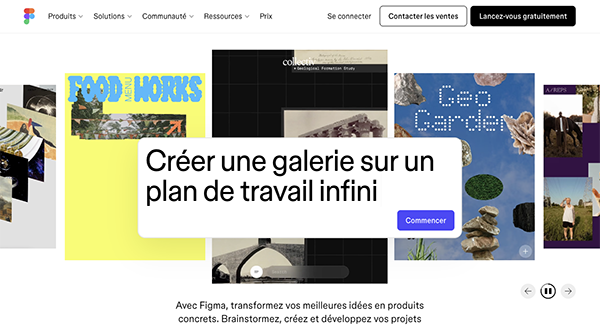 Produits Solutions Communauté Ressources Prix Se connecter Contacter les ventes Lancez-vous gratuitement
collectiv
Geological Formation Study
FOOD MENU WORKS
Geo
Garden
A/REPS
Créer une galerie sur un
plan de travail infini
Commencer
Avec Figma, transformez vos meilleures idées en produits
concrets. Brainstormez, créez et développez vos projets